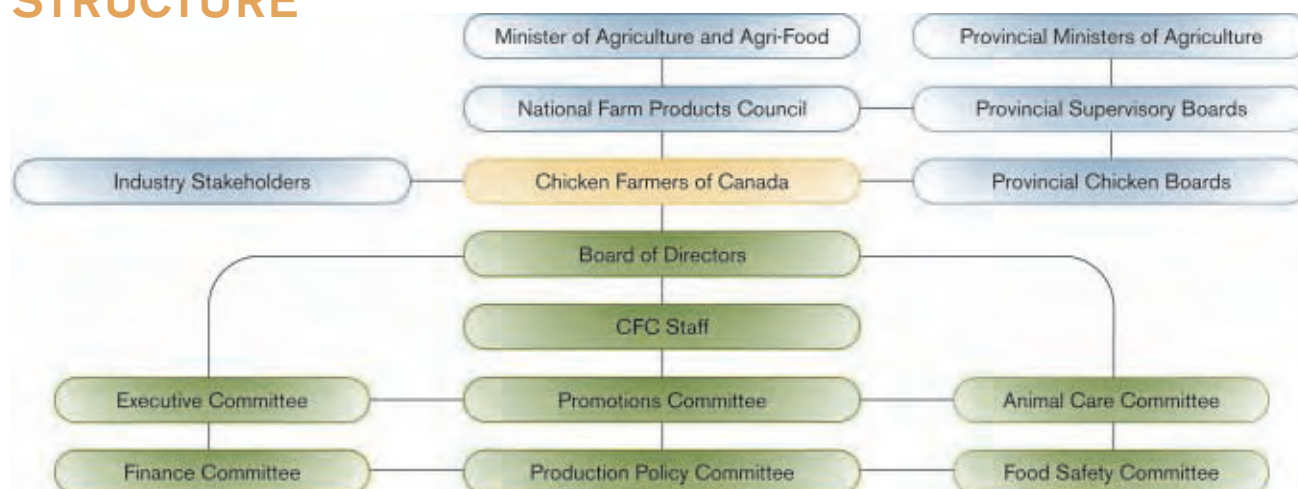 STRUCTURE
Minister of Agriculture and Agri-Food
Provincial Ministers of Agriculture
National Farm Products Council
Provincial Supervisory Boards
Industry Stakeholders
Chicken Farmers of Canada
Provincial Chicken Boards
Board of Directors
CFC Staff
Executive Committee
Promotions Committee
Animal Care Committee
Finance Committee
Production Policy Committee
Food Safety Committee